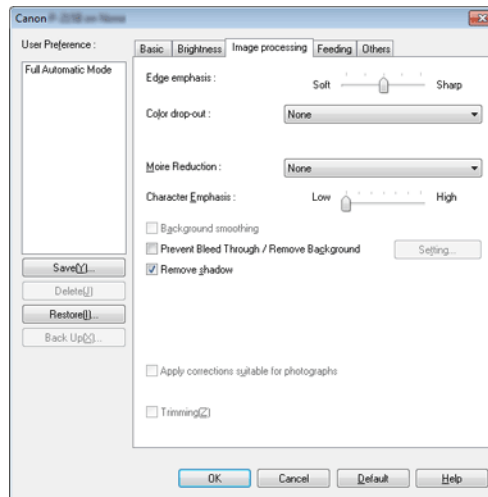 Canon
User Preference :
Full Automatic Mode
Save(Y)...
Delete(J)
Restore(I)...
Back Up(X)...
Basic Brightness Image processing Feeding Others
Edge emphasis : Soft Sharp
Color drop-out : None
Moire Reduction : None
Character Emphasis : Low High
Background smoothing
Prevent Bleed Through / Remove Background Setting...
Remove shadow
Apply corrections suitable for photographs
Trimming(Z)
OK Cancel Default Help